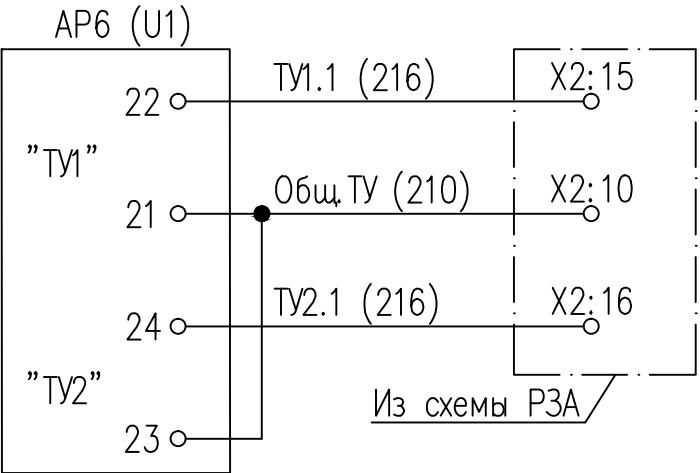 АР6 (U1)
22 ТУ1.1 (216) X2:15
"ТУ1"
21 Общ.ТУ (210) X2:10
24 ТУ2.1 (216) X2:16
"ТУ2"
Из схемы РЗА
23